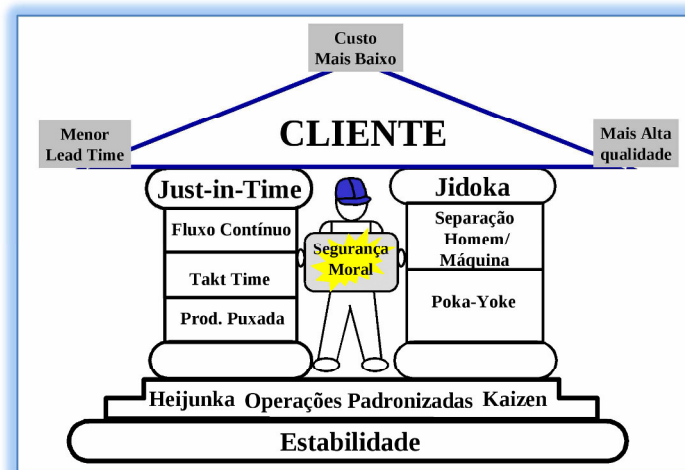 Custo
Mais Baixo
Menor
Lead Time
CLIENTE
Mais Alta
qualidade
Just-in-Time
Jidoka
Fluxo Contínuo
Takt Time
Prod. Puxada
Segurança
Moral
Separação
Homem/
Máquina
Poka-Yoke
Heijunka Operações Padronizadas Kaizen
Estabilidade